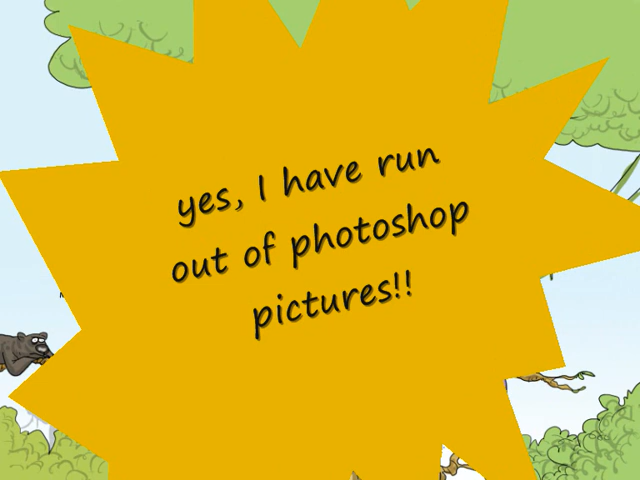 yes, I have run
out of photoshop
pictures!!